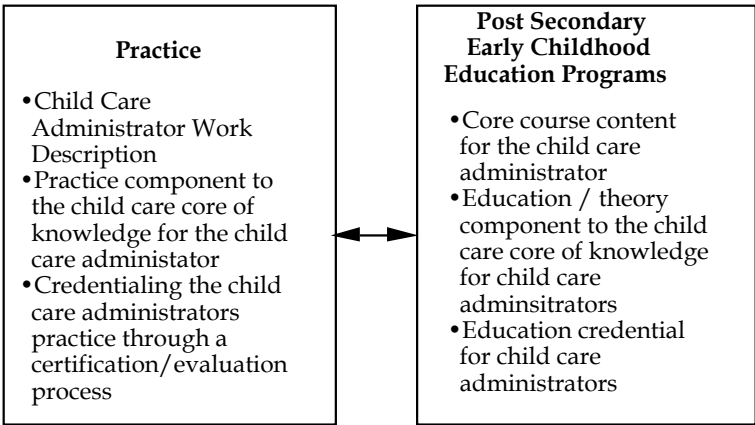 Practice
•Child Care
Administrator Work
Description
•Practice component to
the child care core of
knowledge for the child
care administator
•Credentialing the child
care administrators
practice through a
certification/evaluation
process
Post Secondary
Early Childhood
Education Programs
•Core course content
for the child care
administrator
•Education / theory
component to the child
care core of knowledge
for child care
adminsitrators
•Education credential
for child care
administrators